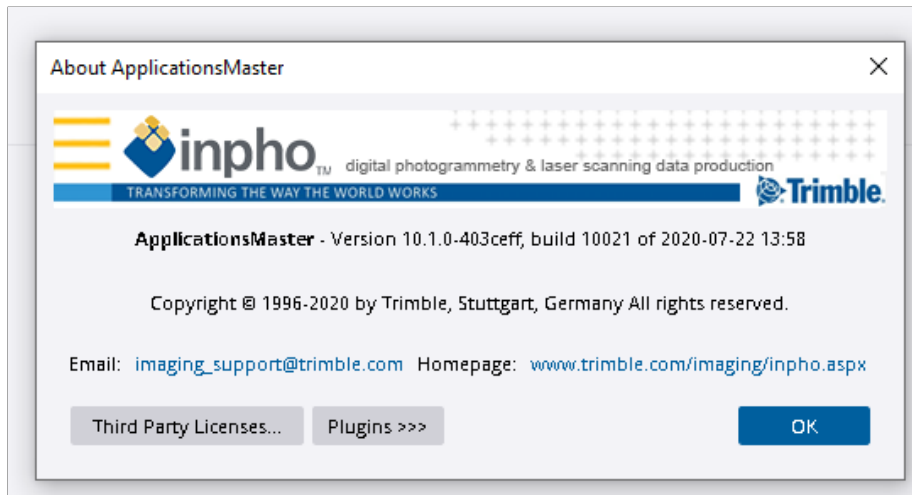 About ApplicationsMaster
inpho TM digital photogrammetry & laser scanning data production
TRANSFORMING THE WAY THE WORLD WORKS Trimble.
ApplicationsMaster - Version 10.1.0-403ceff, build 10021 of 2020-07-22 13:58
Copyright © 1996-2020 by Trimble, Stuttgart, Germany All rights reserved.
Email: imaging_support@trimble.com Homepage: www.trimble.com/imaging/inpho.aspx
Third Party Licenses... Plugins >>> OK